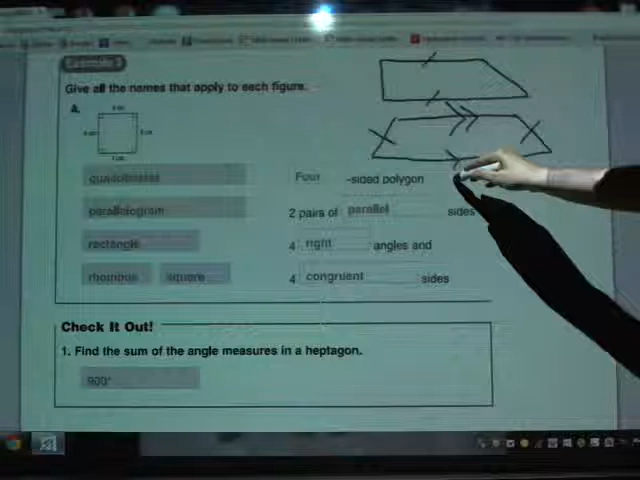 Example 3
Give all the names that apply to each figure.
A.
quadrilateral
Four -sided polygon
parallelogram
2 pairs of parallel sides
rectangle
4 right angles and
rhombus square
4 congruent sides
Check It Out!
1. Find the sum of the angle measures in a heptagon.
900°